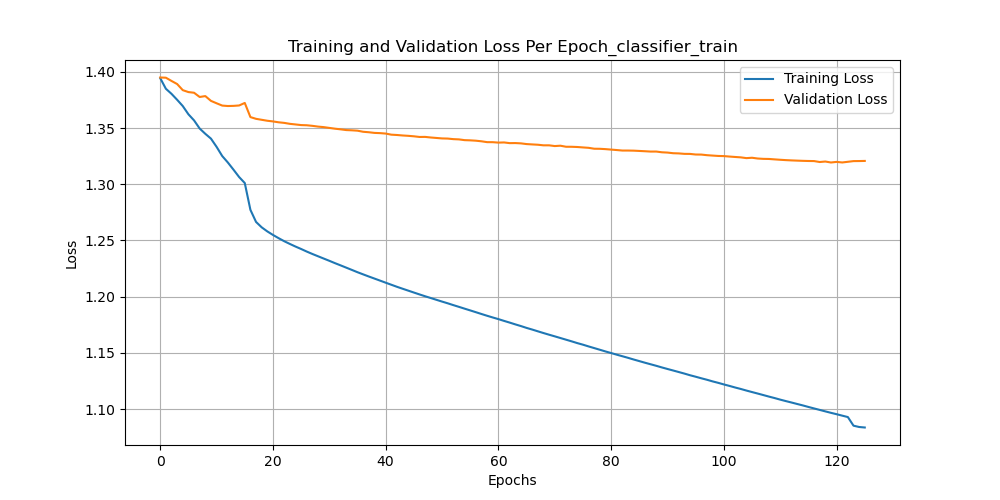 Training and Validation Loss Per Epoch_classifier_train
Training Loss
Validation Loss
Loss
1.40
1.35
1.30
1.25
1.20
1.15
1.10
0 20 40 60 80 100 120
Epochs